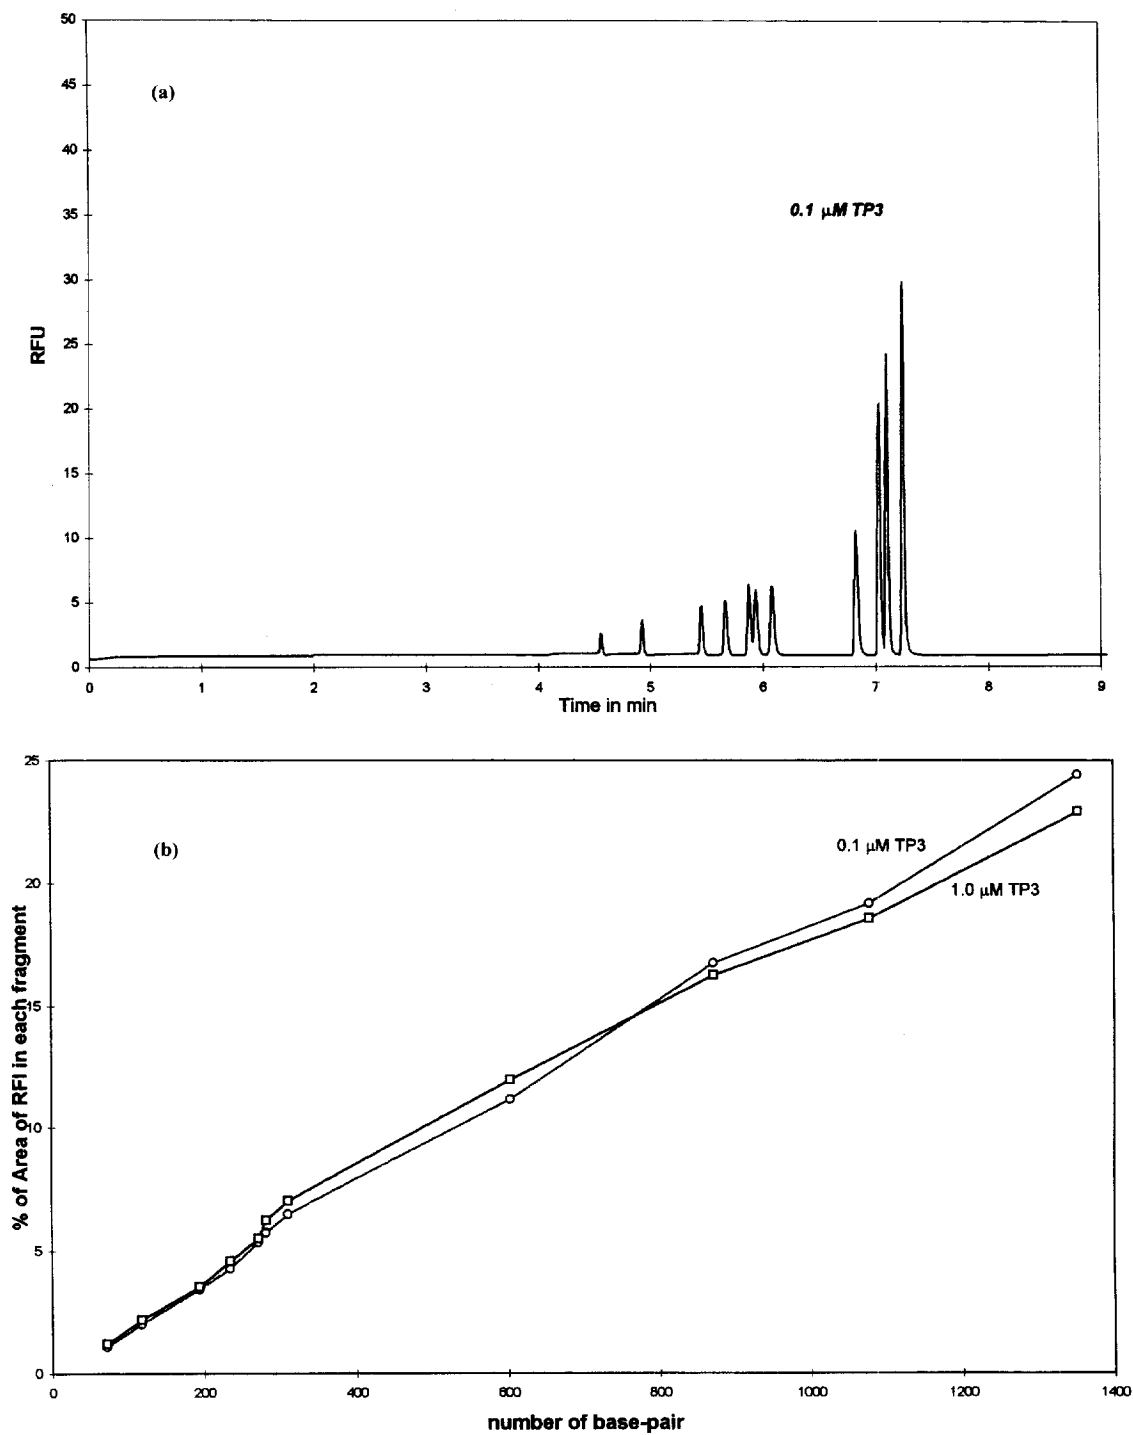 50
45
(a)
40
35
0.1 μM TP3
30
RFU
25
20
15
10
5
0
0 1 2 3 4 5 6 7 8 9
Time in min
25
0.1 μM TP3
(b)
1.0 μM TP3
20
% of Area of RFI in each fragment
15
10
5
0
0 200 400 600 800 1000 1200 1400
number of base-pair